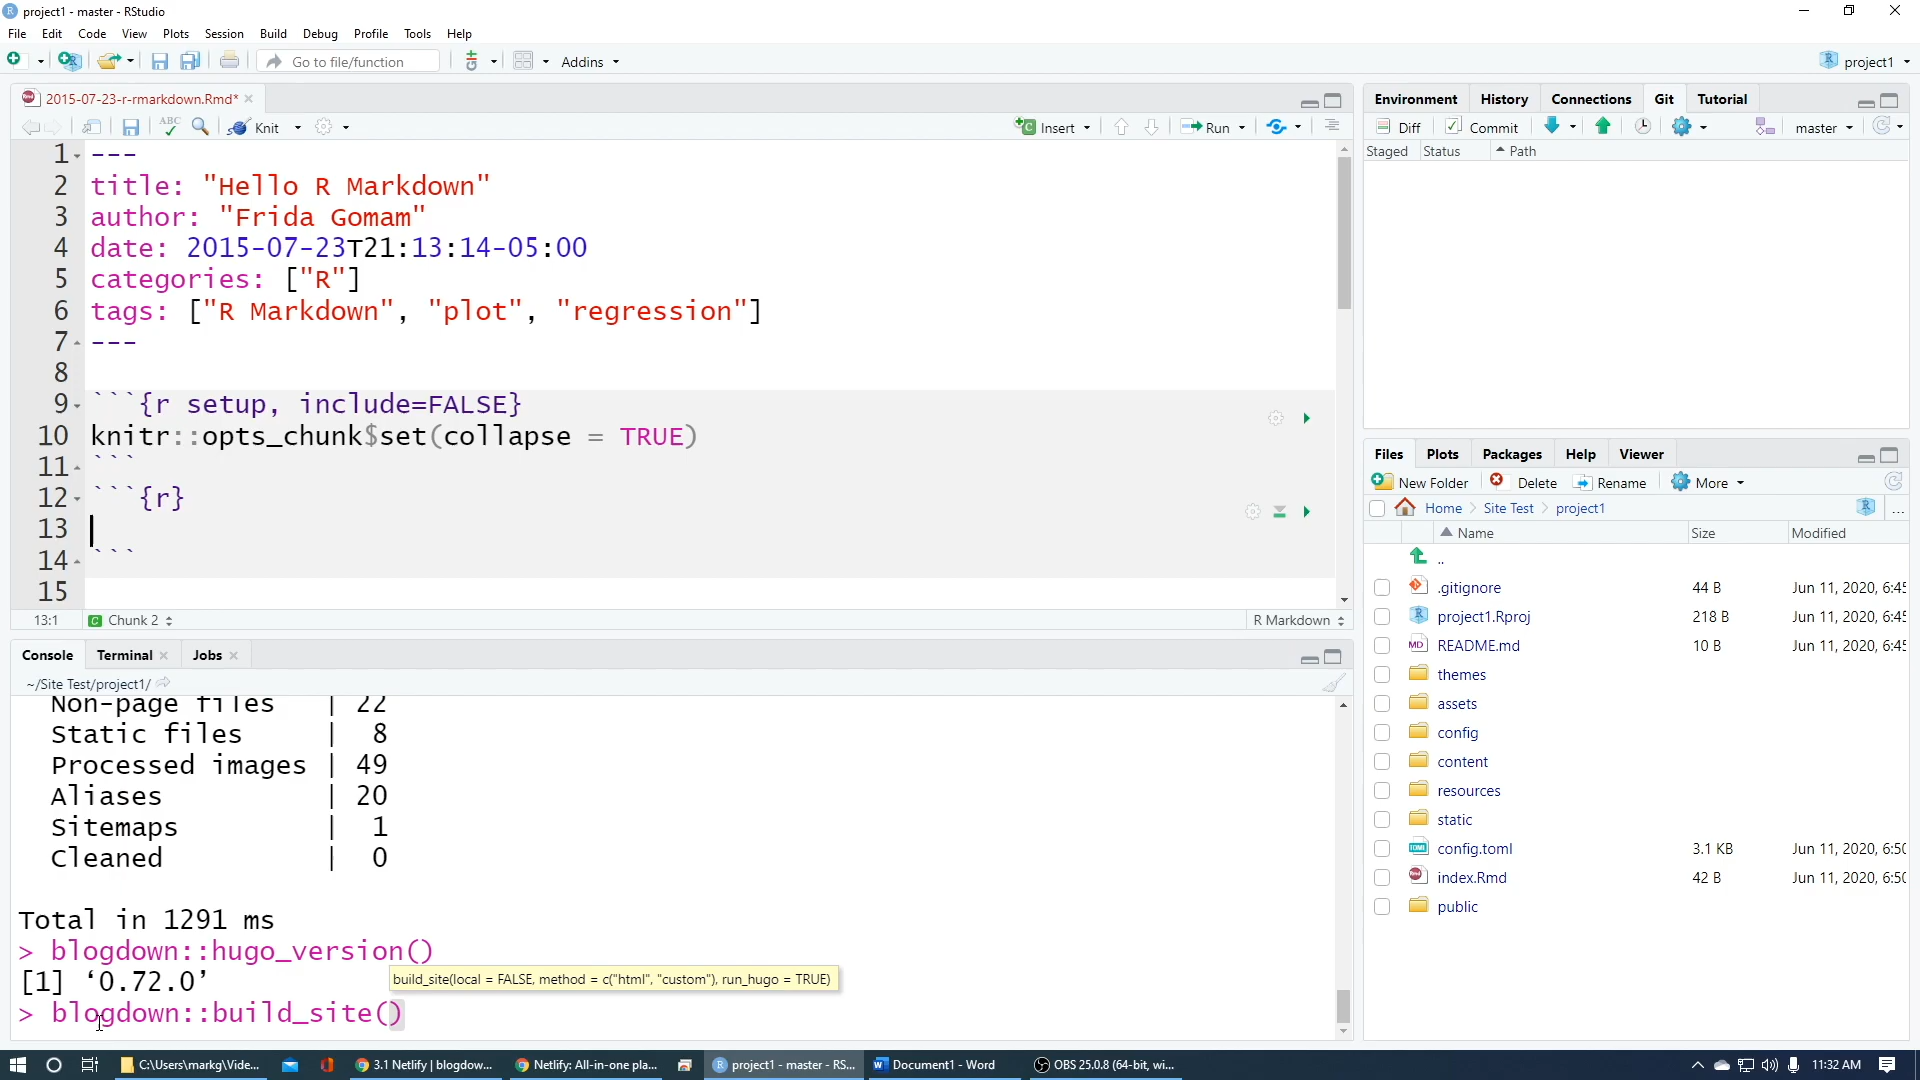 project1 - master - RStudio
File Edit Code View Plots Session Build Debug Profile Tools Help
Go to file/function Addins project1
2015-07-23-r-rmarkdown.Rmd*
ABC Knit Insert Run
1 ---
2 title: "Hello R Markdown"
3 author: "Frida Gomam"
4 date: 2015-07-23T21:13:14-05:00
5 categories: ["R"]
6 tags: ["R Markdown", "plot", "regression"]
7 ---
8
9 ```{r setup, include=FALSE}
10 knitr::opts_chunk$set(collapse = TRUE)
11 ```
12 ```{r}
13
14 ```
15
13:1 Chunk 2 R Markdown
Console Terminal Jobs
~/Site Test/project1/
Non-page files | 22
Static files | 8
Processed images | 49
Aliases | 20
Sitemaps | 1
Cleaned | 0
Total in 1291 ms
> blogdown::hugo_version()
[1] ‘0.72.0’
build_site(local = FALSE, method = c("html", "custom"), run_hugo = TRUE)
> blogdown::build_site()
Environment History Connections Git Tutorial
Diff Commit master
Staged Status Path
Files Plots Packages Help Viewer
New Folder Delete Rename More
Home Site Test project1 ...
Name Size Modified
..
.gitignore 44 B Jun 11, 2020, 6:45
project1.Rproj 218 B Jun 11, 2020, 6:45
README.md 10 B Jun 11, 2020, 6:45
themes
assets
config
content
resources
static
config.toml 3.1 KB Jun 11, 2020, 6:50
index.Rmd 42 B Jun 11, 2020, 6:50
public
C:\Users\markg\Vide... 3.1 Netlify | blogdow... Netlify: All-in-one pla... project1 - master - RS... Document1 - Word OBS 25.0.8 (64-bit, wi... 11:32 AM